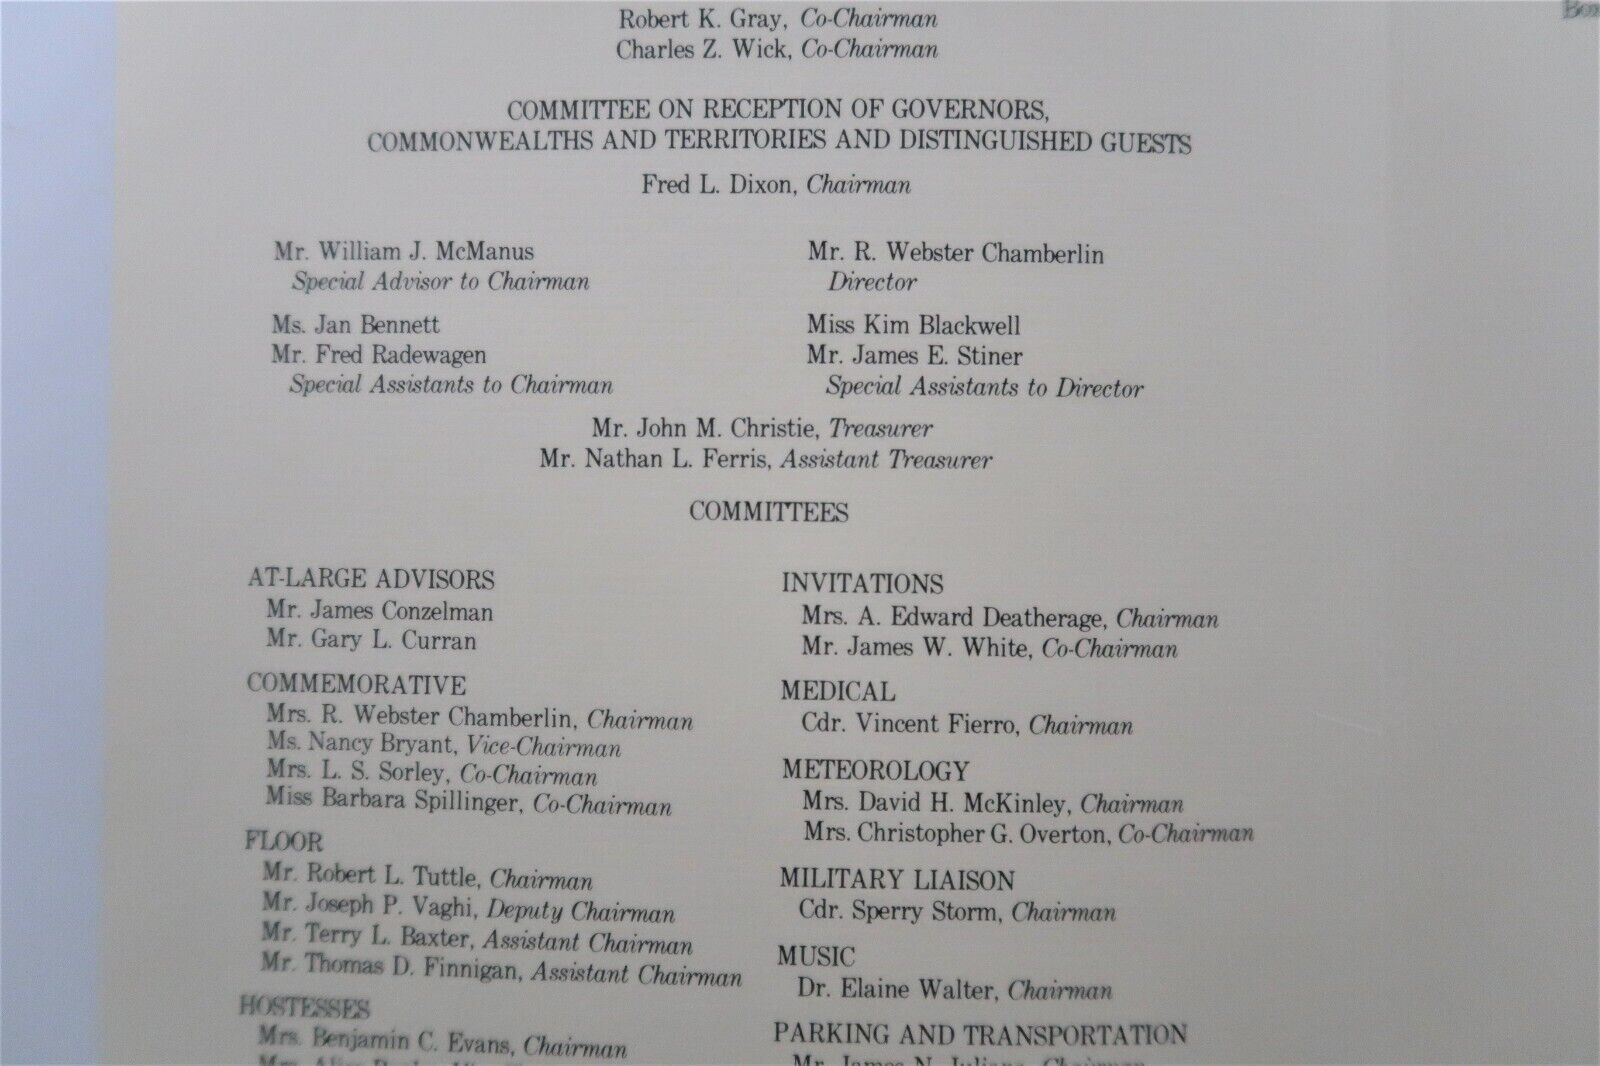 Robert K. Gray, Co-Chairman
Charles Z. Wick, Co-Chairman
COMMITTEE ON RECEPTION OF GOVERNORS,
COMMONWEALTHS AND TERRITORIES AND DISTINGUISHED GUESTS
Fred L. Dixon, Chairman
Mr. William J. McManus
Special Advisor to Chairman
Ms. Jan Bennett
Mr. Fred Radewagen
Special Assistants to Chairman
Mr. R. Webster Chamberlin
Director
Miss Kim Blackwell
Mr. James E. Stiner
Special Assistants to Director
Mr. John M. Christie, Treasurer
Mr. Nathan L. Ferris, Assistant Treasurer
COMMITTEES
AT-LARGE ADVISORS
Mr. James Conzelman
Mr. Gary L. Curran
COMMEMORATIVE
Mrs. R. Webster Chamberlin, Chairman
Ms. Nancy Bryant, Vice-Chairman
Mrs. L. S. Sorley, Co-Chairman
Miss Barbara Spillinger, Co-Chairman
FLOOR
Mr. Robert L. Tuttle, Chairman
Mr. Joseph P. Vaghi, Deputy Chairman
Mr. Terry L. Baxter, Assistant Chairman
Mr. Thomas D. Finnigan, Assistant Chairman
HOSTESSES
Mrs. Benjamin C. Evans, Chairman
INVITATIONS
Mrs. A. Edward Deatherage, Chairman
Mr. James W. White, Co-Chairman
MEDICAL
Cdr. Vincent Fierro, Chairman
METEOROLOGY
Mrs. David H. McKinley, Chairman
Mrs. Christopher G. Overton, Co-Chairman
MILITARY LIAISON
Cdr. Sperry Storm, Chairman
MUSIC
Dr. Elaine Walter, Chairman
PARKING AND TRANSPORTATION
Mr. James N.